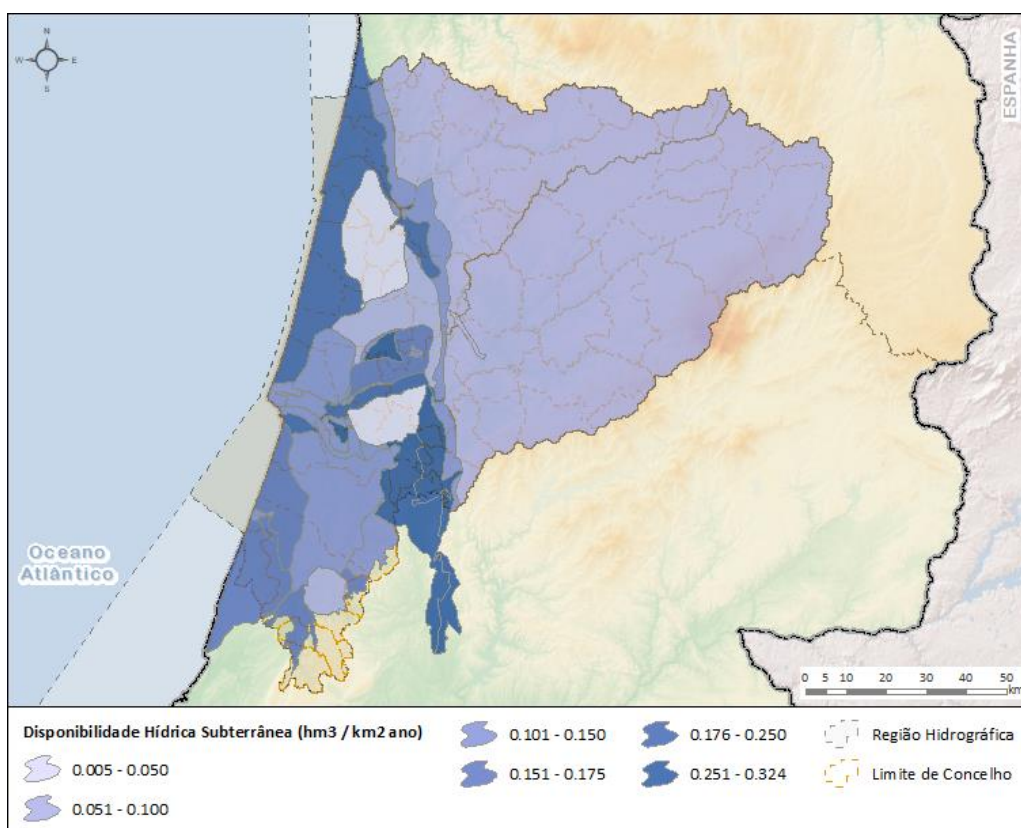 N
W E
S
ESPANHA
Oceano
Atlântico
0 5 10 20 30 40 50
km
Disponibilidade Hídrica Subterrânea (hm3 / km2 ano)
0.005 - 0.050
0.051 - 0.100
0.101 - 0.150
0.151 - 0.175
0.176 - 0.250
0.251 - 0.324
Região Hidrográfica
Limite de Concelho